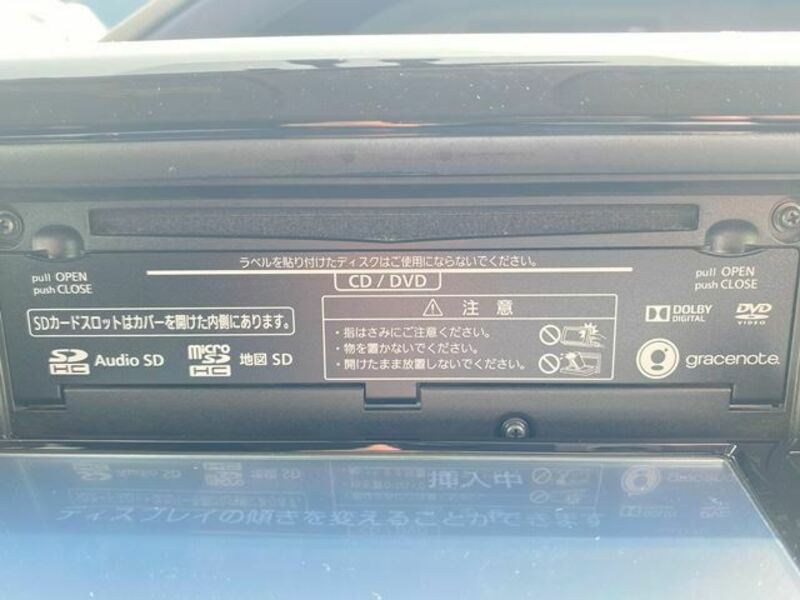 ラベルを貼り付けたディスクはご使用にならないでください。
CD / DVD
pull OPEN
push CLOSE
pull OPEN
push CLOSE
SDカードスロットはカバーを開けた内側にあります。
SD HC Audio SD
micro SD HC 地図 SD
注 意
・指はさみにご注意ください。
・物を置かないでください。
・開けたまま放置しないでください。
DOLBY
DIGITAL
DVD
VIDEO
gracenote.
挿入中
ディスプレイの傾きを変えることができます